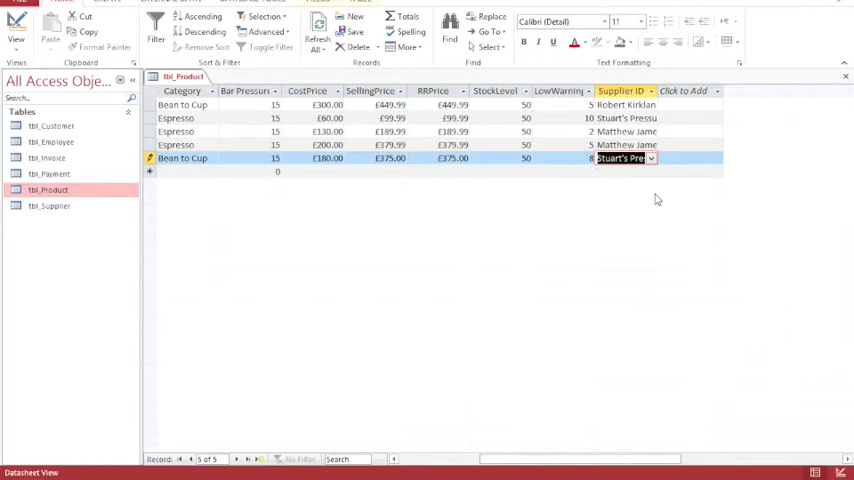 Cut
Copy
Format Painter
View
Paste
Clipboard
Filter
Ascending
Descending
Remove Sort
Selection
Advanced
Toggle Filter
Sort & Filter
Refresh
All
New
Save
Delete
Totals
Spelling
More
Records
Find
Replace
Go To
Select
Find
Calibri (Detail) 11
B I U A
Text Formatting
All Access Obje...
Search...
Tables
tbl_Customer
tbl_Employee
tbl_Invoice
tbl_Payment
tbl_Product
tbl_Supplier
tbl_Product
Category Bar Pressure CostPrice SellingPrice RRPrice StockLevel LowWarning Supplier ID Click to Add
Bean to Cup 15 £300.00 £449.99 £449.99 50 5 Robert Kirklan
Espresso 15 £60.00 £99.99 £99.99 50 10 Stuart's Pressu
Espresso 15 £130.00 £189.99 £189.99 50 2 Matthew Jame
Espresso 15 £200.00 £379.99 £379.99 50 5 Matthew Jame
Bean to Cup 15 £180.00 £375.00 £375.00 50 8 Stuart's Pres
0
Record: 5 of 5 No Filter Search
Datasheet View